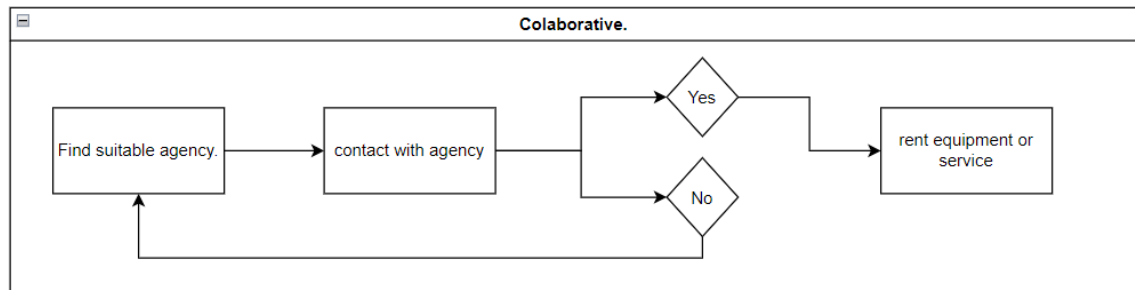 Colaborative.
Find suitable agency.
contact with agency
Yes
No
rent equipment or
service